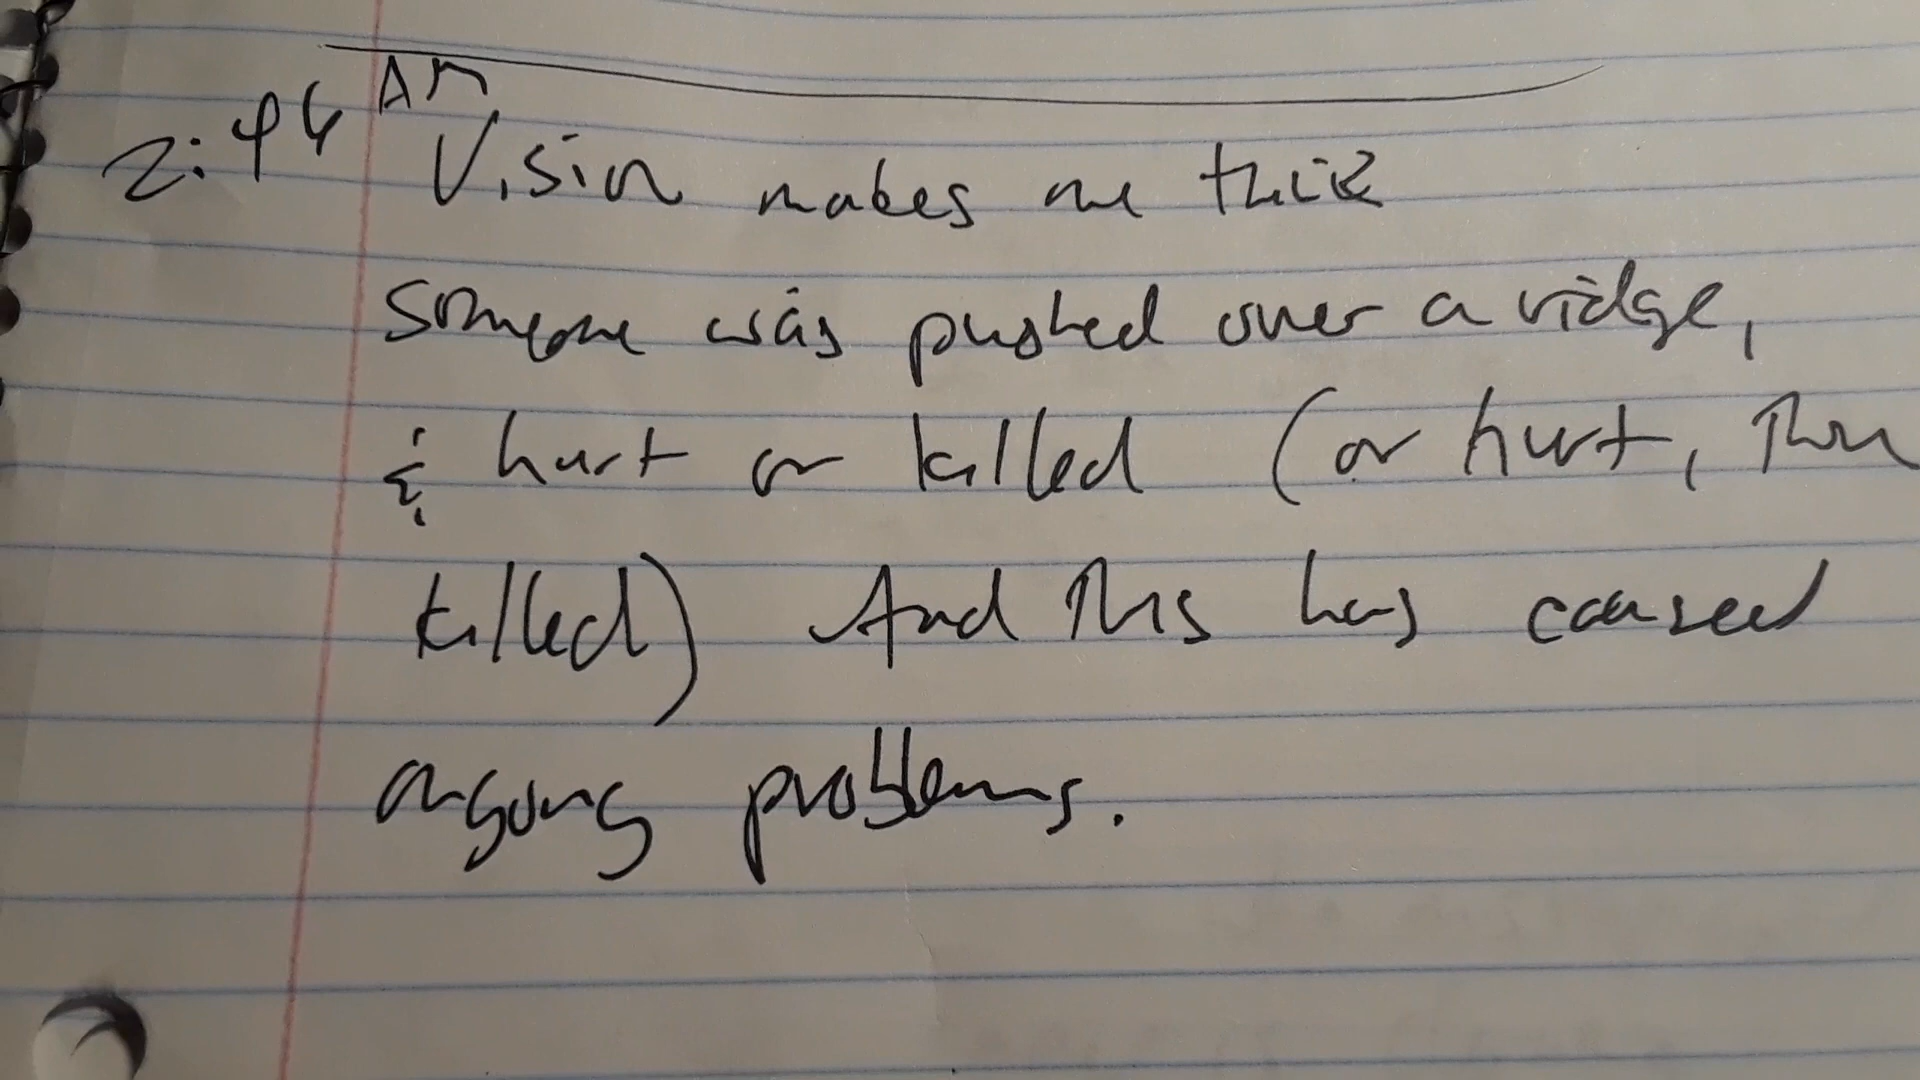 2:44 AM Vision makes me think
someone was pushed over a ridge,
& hurt or killed (or hurt, then
killed) And this has caused
ongoing problems.